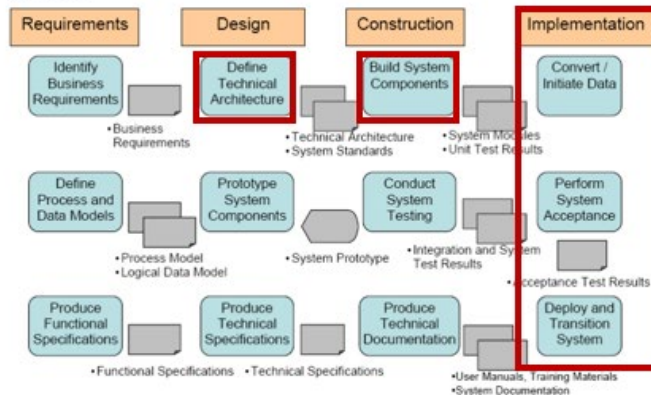 Requirements
Design
Construction
Implementation
Identify
Business
Requirements
Define
Technical
Architecture
Build System
Components
Convert /
Initiate Data
•Business
Requirements
•Technical Architecture
•System Standards
•System Modules
•Unit Test Results
Define
Process and
Data Models
Prototype
System
Components
Conduct
System
Testing
Perform
System
Acceptance
•Process Model
•Logical Data Model
•System Prototype
•Integration and System
Test Results
•Acceptance Test Results
Produce
Functional
Specifications
Produce
Technical
Specifications
Produce
Technical
Documentation
Deploy and
Transition
System
•Functional Specifications
•Technical Specifications
•User Manuals, Training Materials
•System Documentation